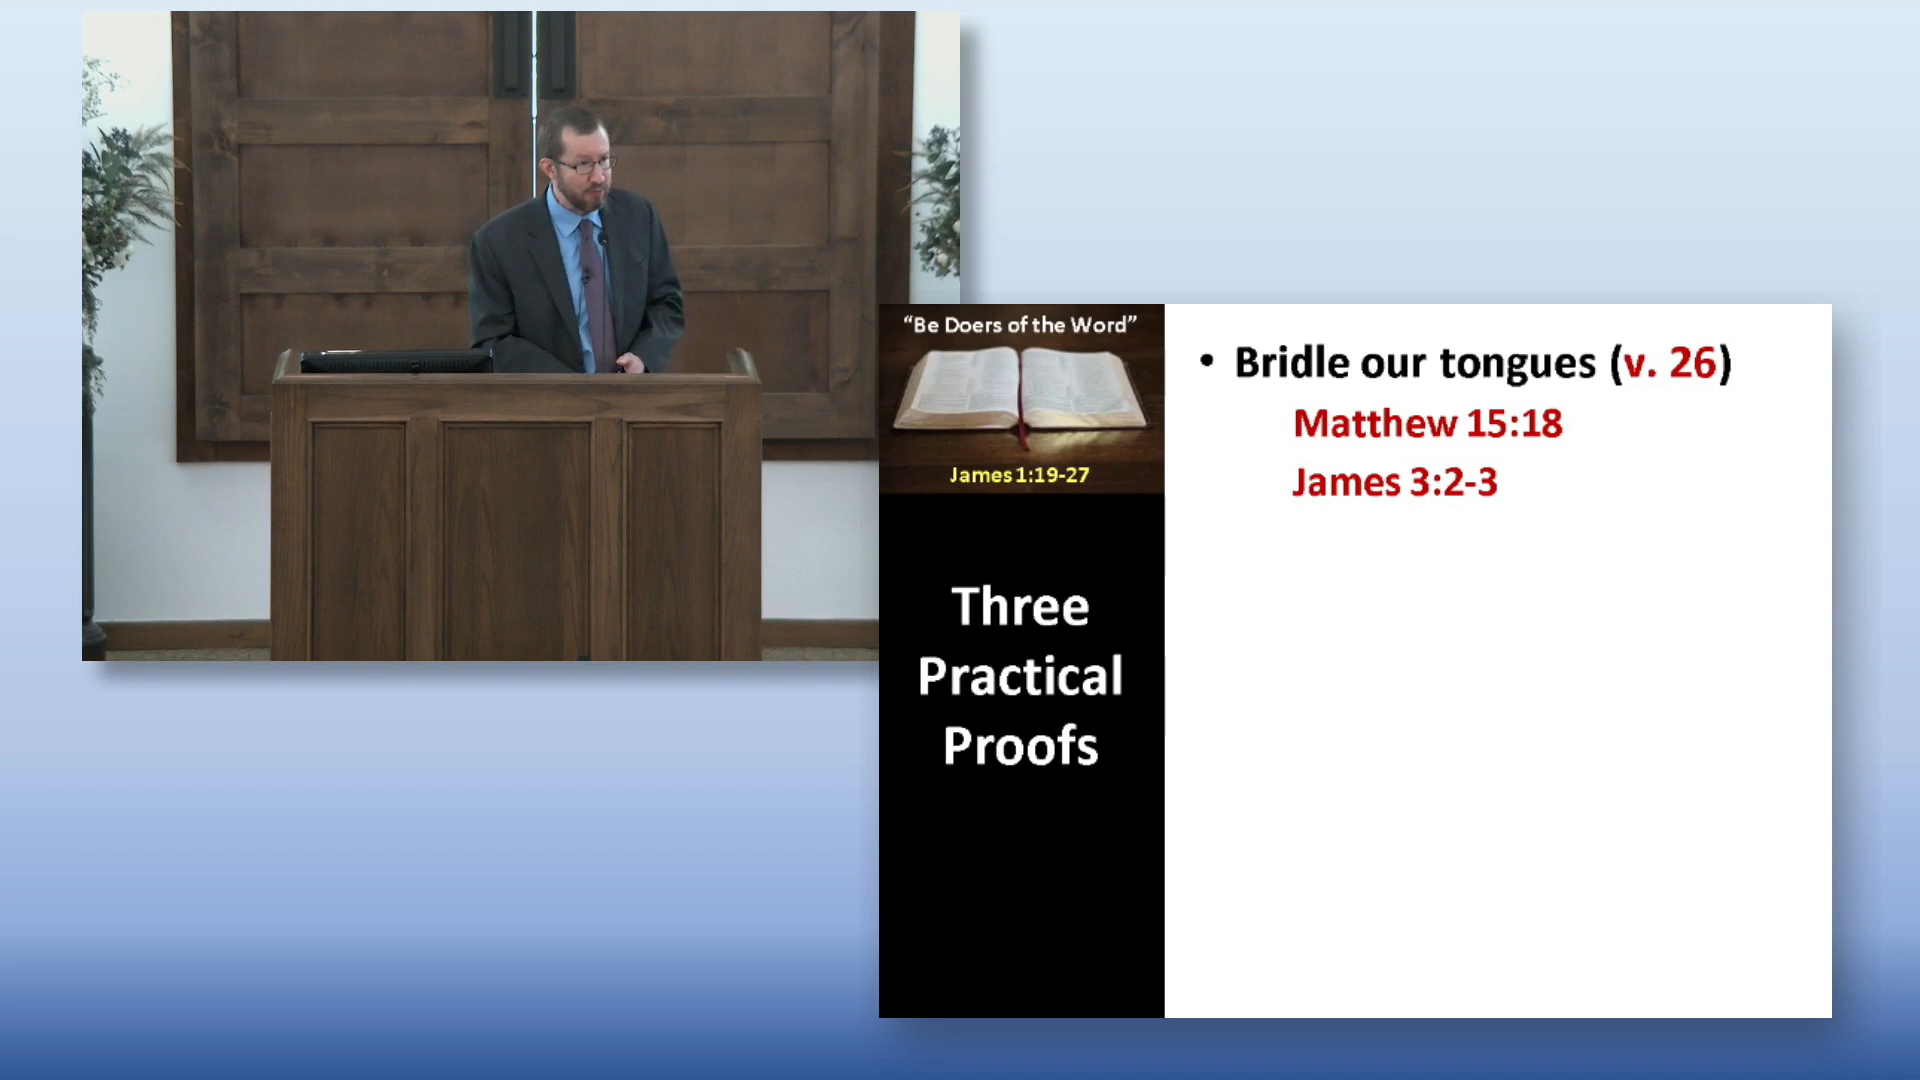 “Be Doers of the Word”
James 1:19-27
Three
Practical
Proofs
• Bridle our tongues (v. 26)
Matthew 15:18
James 3:2-3